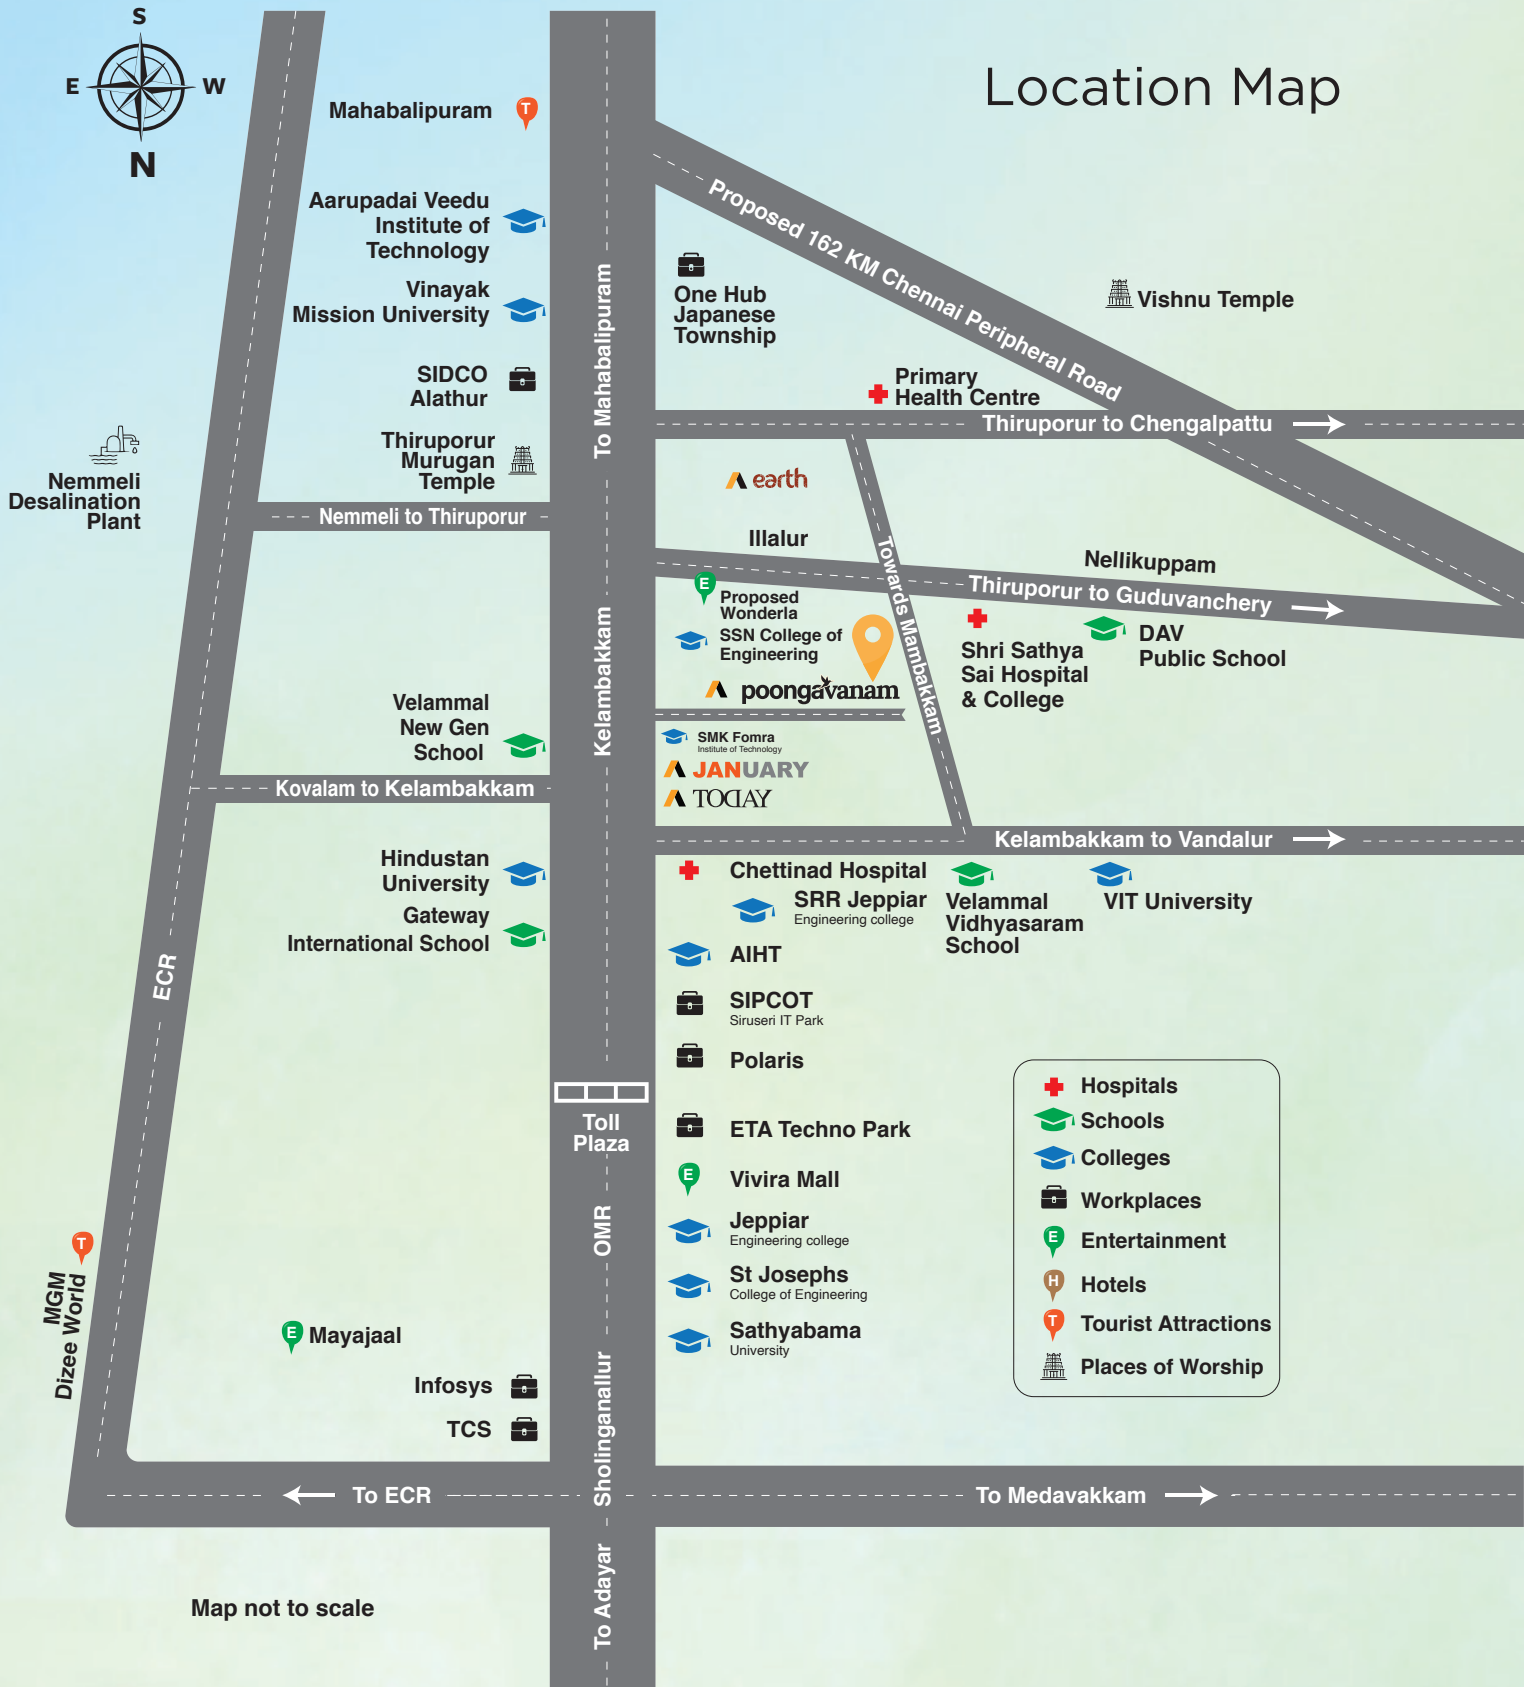 S
E
W
N
Location Map
Mahabalipuram
T
Aarupadai Veedu
Institute of
Technology
Vinayak
Mission University
SIDCO
Alathur
Thiruporur
Murugan
Temple
Nemmeli
Desalination
Plant
Nemmeli to Thiruporur
To Mahabalipuram
Proposed 162 KM Chennai Peripheral Road
One Hub
Japanese
Township
Vishnu Temple
Primary
Health Centre
Thiruporur to Chengalpattu
earth
Illalur
Nellikuppam
Thiruporur to Guduvanchery
Towards Mambakkam
E
Proposed
Wonderla
SSN College of
Engineering
poongavanam
Shri Sathya
Sai Hospital
& College
DAV
Public School
Kelambakkam
Velammal
New Gen
School
SMK Fomra
Institute of Technology
JANUARY
TODAY
Kovalam to Kelambakkam
Kelambakkam to Vandalur
Hindustan
University
Gateway
International School
Chettinad Hospital
SRR Jeppiar
Engineering college
Velammal
Vidhyasaram
School
VIT University
AIHT
SIPCOT
Siruseri IT Park
Polaris
ECR
Toll
Plaza
ETA Techno Park
E
Vivira Mall
OMR
Jeppiar
Engineering college
St Josephs
College of Engineering
Sathyabama
University
T
MGM
Dizee World
E
Mayajaal
Infosys
TCS
Sholinganallur
Hospitals
Schools
Colleges
Workplaces
E
Entertainment
H
Hotels
T
Tourist Attractions
Places of Worship
To ECR
To Medavakkam
To Adayar
Map not to scale